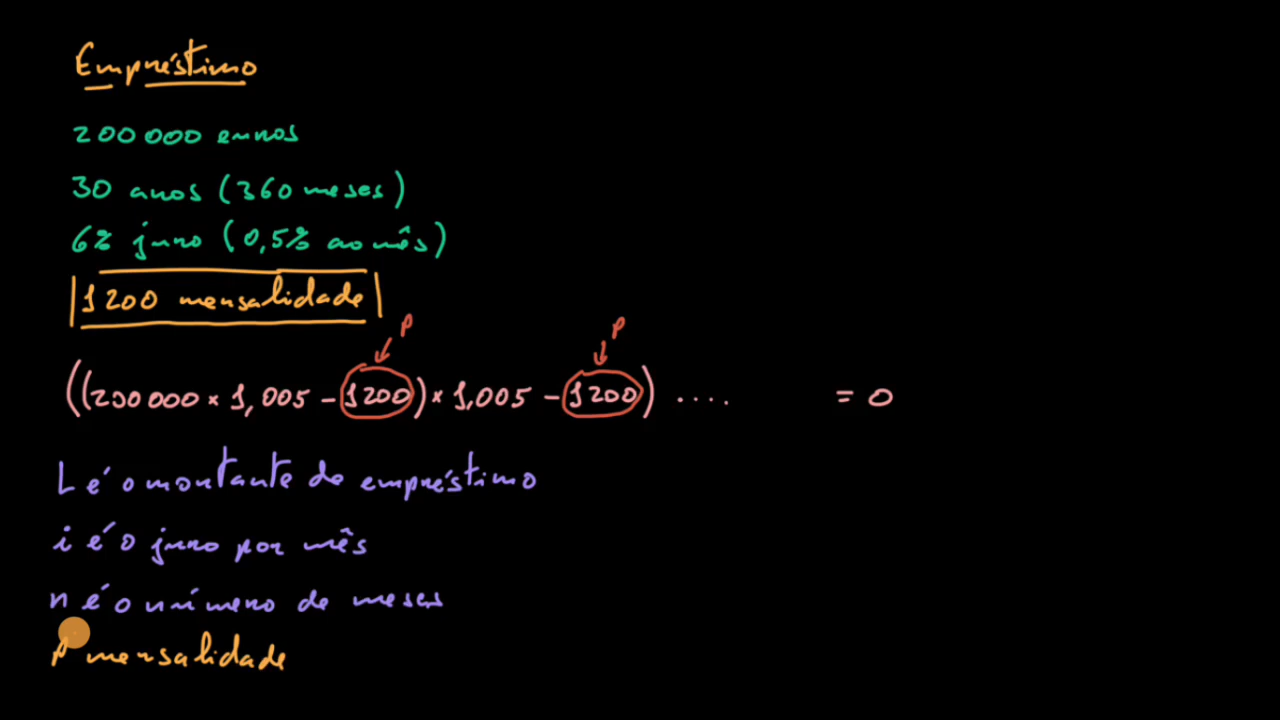 Empréstimo
200 000 euros
30 anos (360 meses)
6% juro (0,5% ao mês)
1200 mensalidade
P P
((200 000 × 1,005 - 1200) × 1,005 - 1200) .... = 0
L é o montante do empréstimo
i é o juro por mês
n é o número de meses
P mensalidade